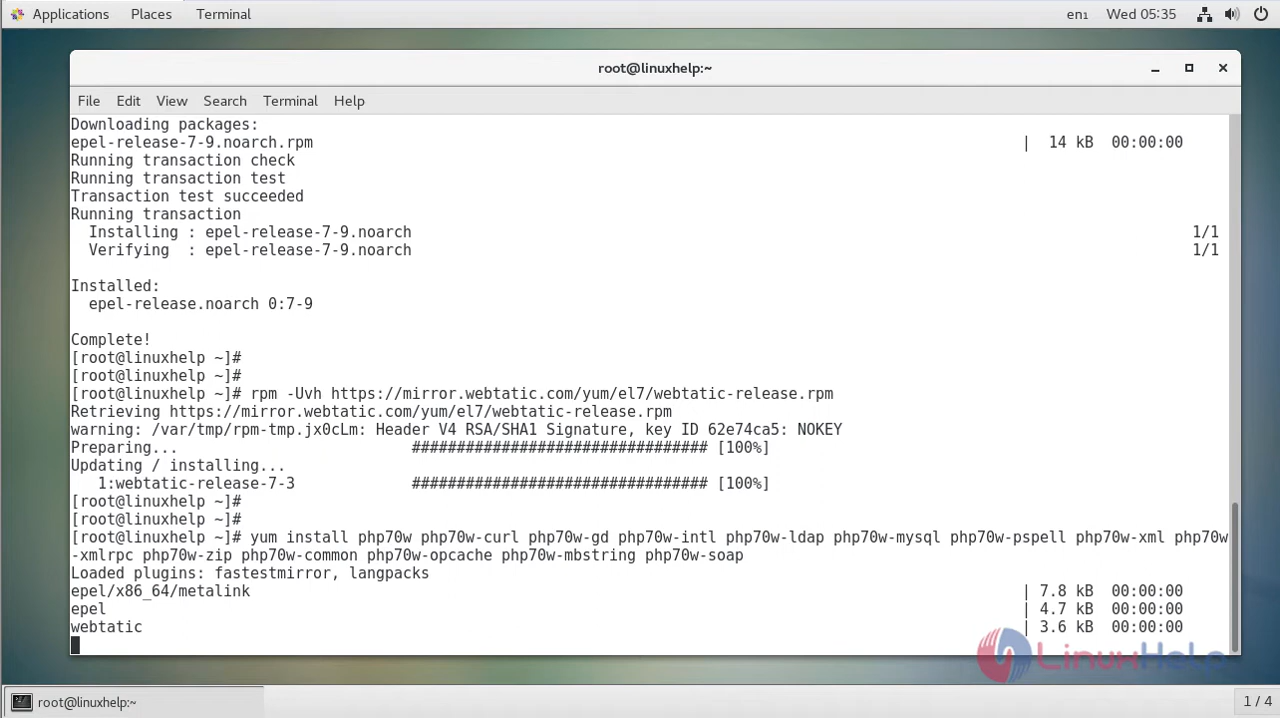 Applications Places Terminal en1 Wed 05:35
root@linuxhelp:~
File Edit View Search Terminal Help
Downloading packages:
epel-release-7-9.noarch.rpm | 14 kB 00:00:00
Running transaction check
Running transaction test
Transaction test succeeded
Running transaction
Installing : epel-release-7-9.noarch 1/1
Verifying : epel-release-7-9.noarch 1/1
Installed:
epel-release.noarch 0:7-9
Complete!
[root@linuxhelp ~]#
[root@linuxhelp ~]#
[root@linuxhelp ~]# rpm -Uvh https://mirror.webtatic.com/yum/el7/webtatic-release.rpm
Retrieving https://mirror.webtatic.com/yum/el7/webtatic-release.rpm
warning: /var/tmp/rpm-tmp.jx0cLm: Header V4 RSA/SHA1 Signature, key ID 62e74ca5: NOKEY
Preparing... ################################# [100%]
Updating / installing...
1:webtatic-release-7-3 ################################# [100%]
[root@linuxhelp ~]#
[root@linuxhelp ~]#
[root@linuxhelp ~]# yum install php70w php70w-curl php70w-gd php70w-intl php70w-ldap php70w-mysql php70w-pspell php70w-xml php70w
-xmlrpc php70w-zip php70w-common php70w-opcache php70w-mbstring php70w-soap
Loaded plugins: fastestmirror, langpacks
epel/x86_64/metalink | 7.8 kB 00:00:00
epel | 4.7 kB 00:00:00
webtatic | 3.6 kB 00:00:00
LinuxHelp
root@linuxhelp:~ 1 / 4